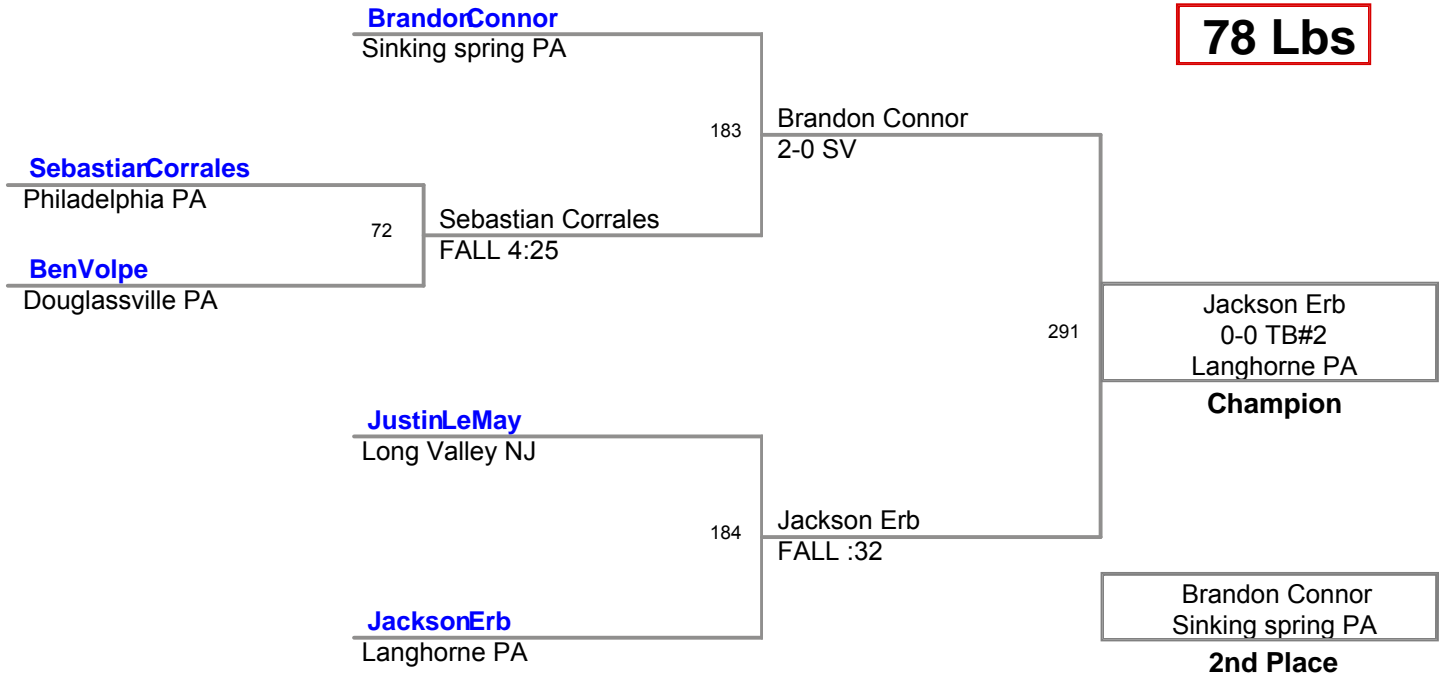 BrandonConnor
Sinking spring PA
78 Lbs
183
Brandon Connor
2-0 SV
SebastianCorrales
Philadelphia PA
72
Sebastian Corrales
FALL 4:25
BenVolpe
Douglassville PA
291
Jackson Erb
0-0 TB#2
Langhorne PA
Champion
JustinLeMay
Long Valley NJ
184
Jackson Erb
FALL :32
JacksonErb
Langhorne PA
Brandon Connor
Sinking spring PA
2nd Place